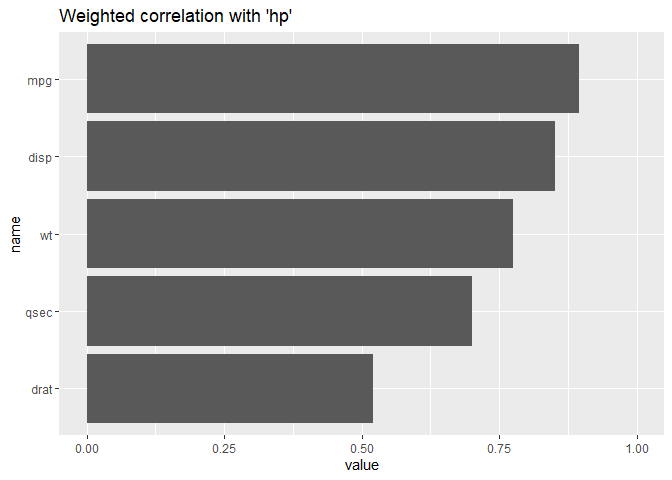 Weighted correlation with 'hp'
mpg
disp
wt
qsec
drat
name
0.00 0.25 0.50 0.75 1.00
value